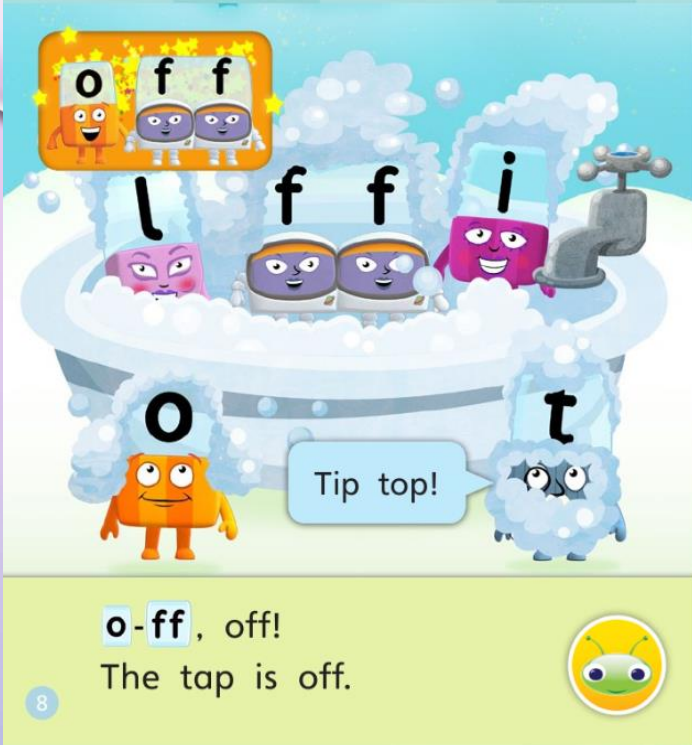 o f f
l f f i
o t
Tip top!
o-ff, off!
The tap is off.
8